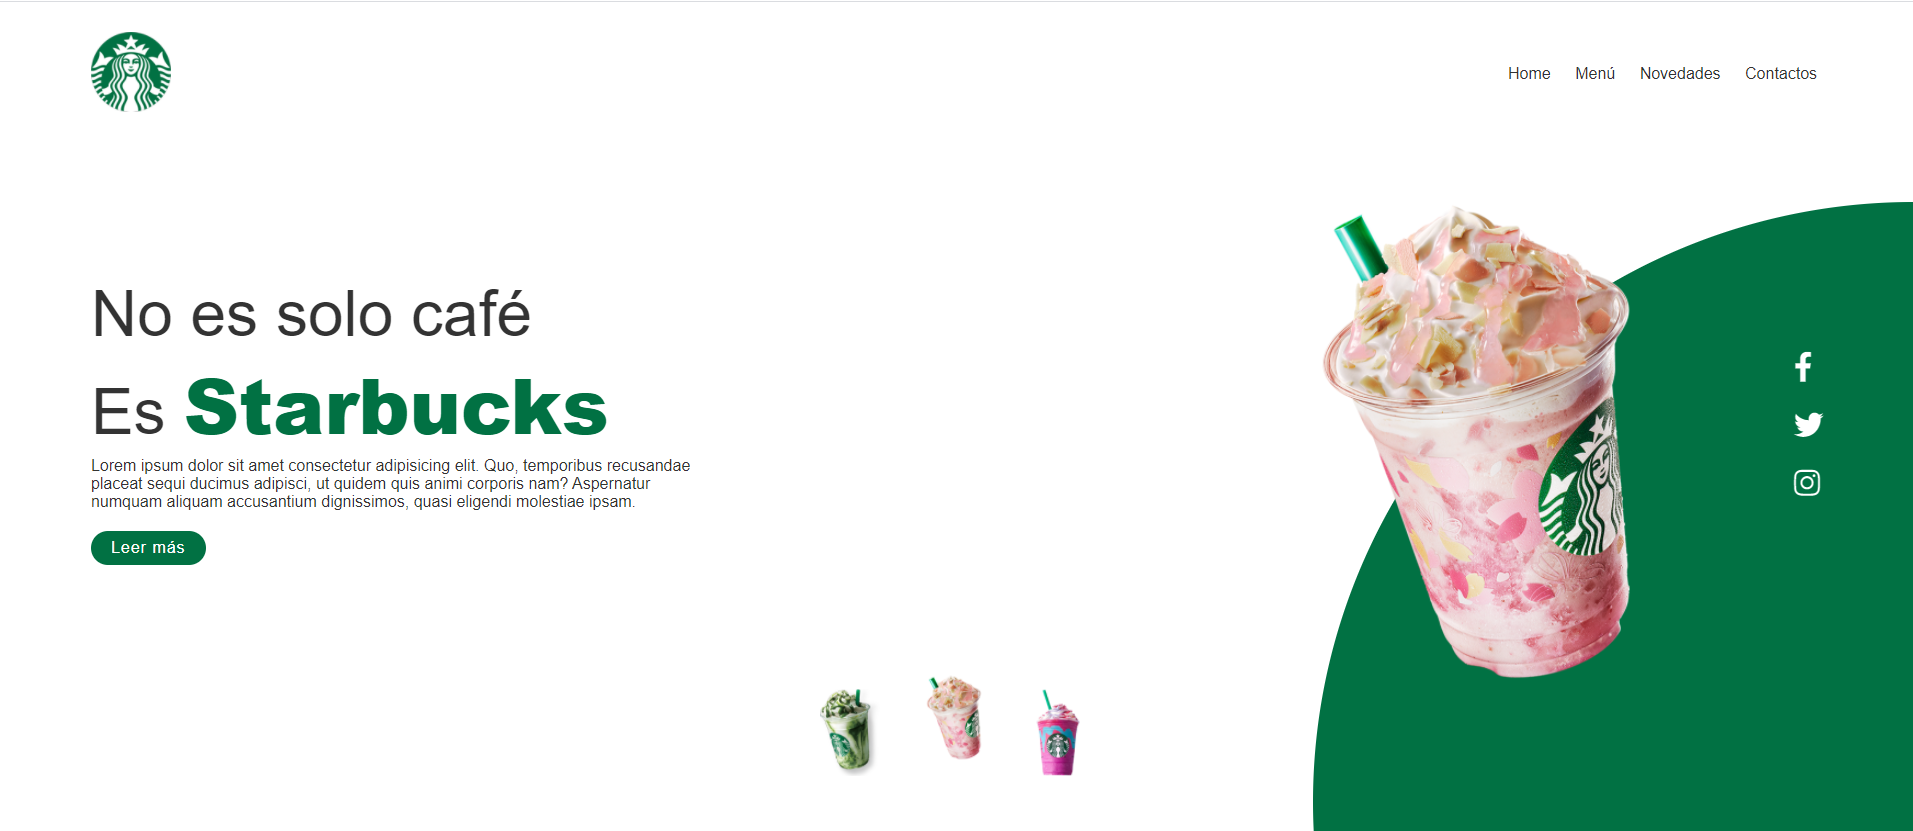 Home Menú Novedades Contactos
No es solo café
Es Starbucks
Lorem ipsum dolor sit amet consectetur adipisicing elit. Quo, temporibus recusandae
placeat sequi ducimus adipisci, ut quidem quis animi corporis nam? Aspernatur
numquam aliquam accusantium dignissimos, quasi eligendi molestiae ipsam.
Leer más